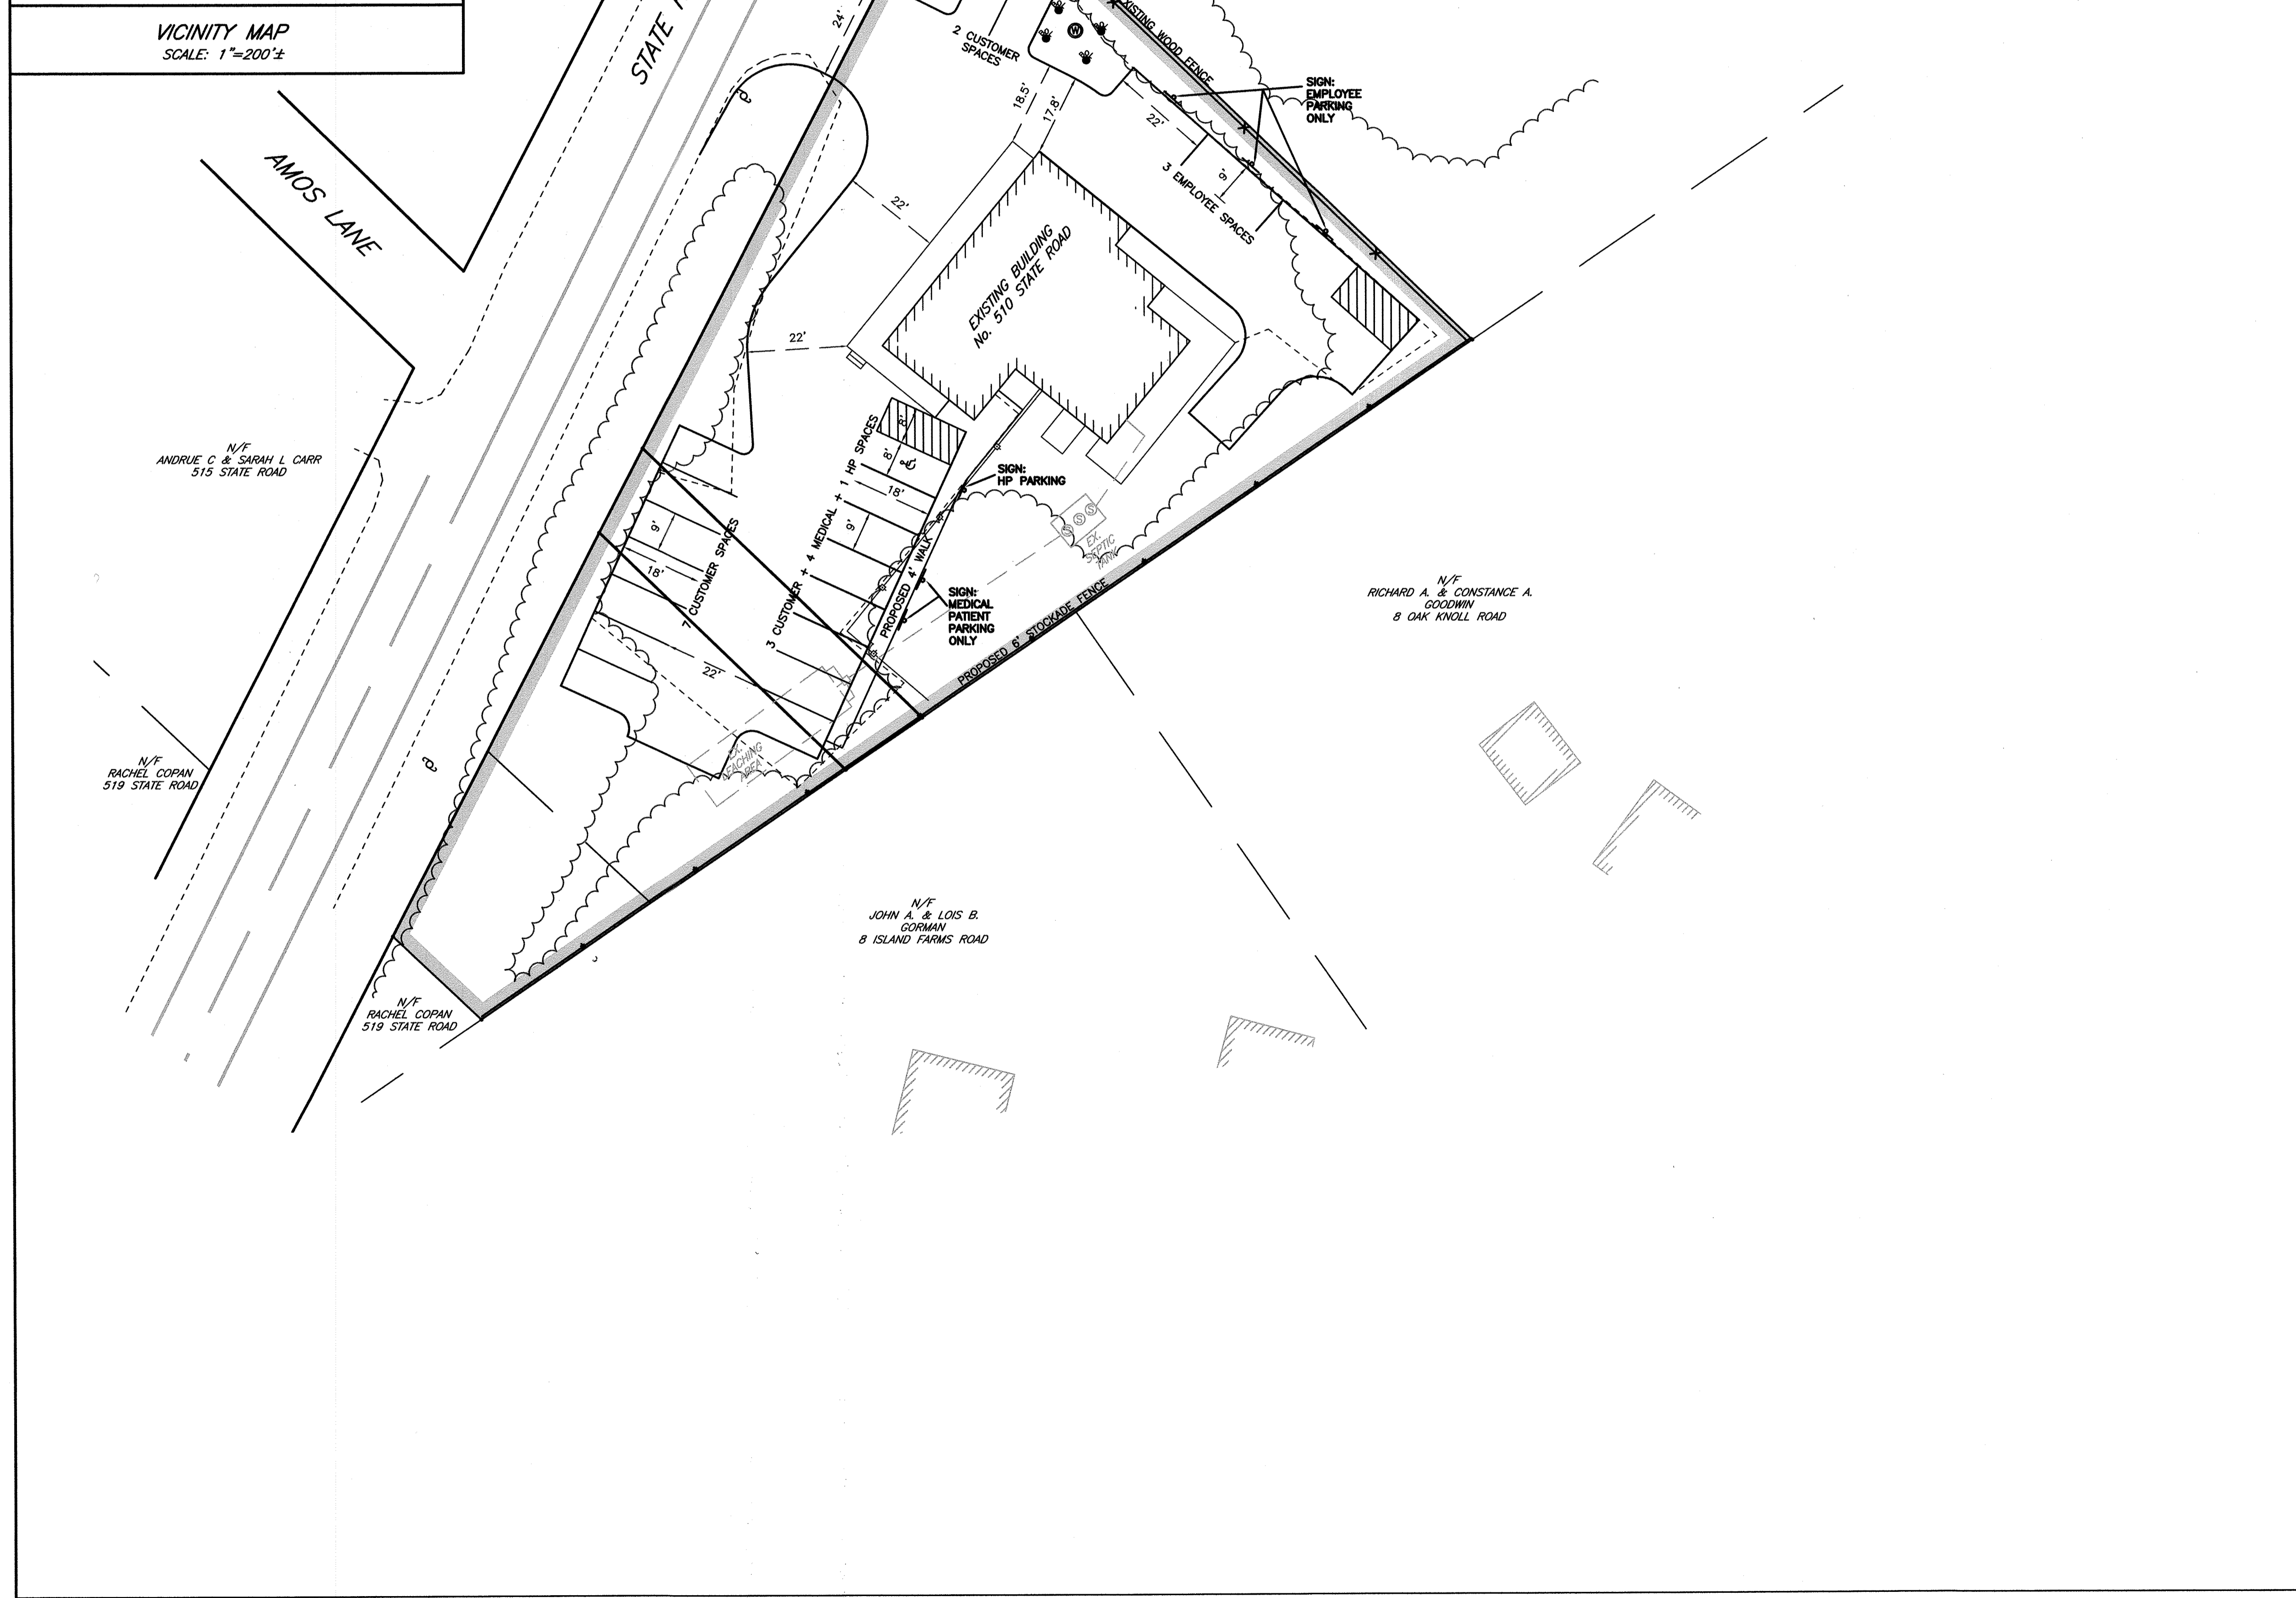 VICINITY MAP
SCALE: 1"=200'±
STATE
24'
2 CUSTOMER
SPACES
EXISTING WOOD FENCE
SIGN:
EMPLOYEE
PARKING
ONLY
18.5'
17.8'
22'
9'
3 EMPLOYEE SPACES
AMOS LANE
22'
22'
EXISTING BUILDING
No. 510 STATE ROAD
N/F
ANDRUE C & SARAH L CARR
515 STATE ROAD
8'
8'
18'
9'
3 CUSTOMER + 4 MEDICAL + 1 HP SPACES
SIGN:
HP PARKING
9'
18'
7 CUSTOMER SPACES
22'
PROPOSED 4' WALK
SIGN:
MEDICAL
PATIENT
PARKING
ONLY
S S S
EX.
SEPTIC
TANK
PROPOSED 6' STOCKADE FENCE
EX.
LEACHING
AREA
N/F
RICHARD A. & CONSTANCE A.
GOODWIN
8 OAK KNOLL ROAD
N/F
RACHEL COPAN
519 STATE ROAD
N/F
JOHN A. & LOIS B.
GORMAN
8 ISLAND FARMS ROAD
N/F
RACHEL COPAN
519 STATE ROAD
W